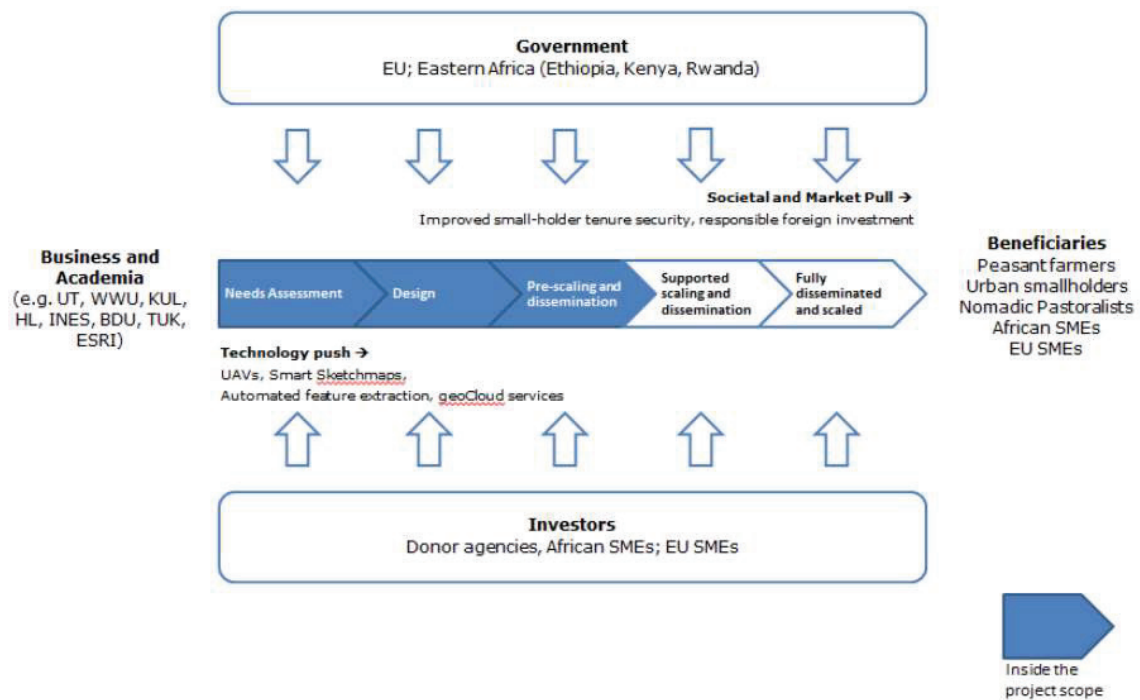 Government
EU; Eastern Africa (Ethiopia, Kenya, Rwanda)
Societal and Market Pull →
Improved small-holder tenure security, responsible foreign investment
Business and
Academia
(e.g. UT, WWU, KUL,
HL, INES, BDU, TUK,
ESRI)
Needs Assessment
Design
Pre-scaling and
dissemination
Supported
scaling and
dissemination
Fully
disseminated
and scaled
Beneficiaries
Peasant farmers
Urban smallholders
Nomadic Pastoralists
African SMEs
EU SMEs
Technology push →
UAVs, Smart Sketchmaps,
Automated feature extraction, geoCloud services
Investors
Donor agencies, African SMEs; EU SMEs
Inside the
project scope